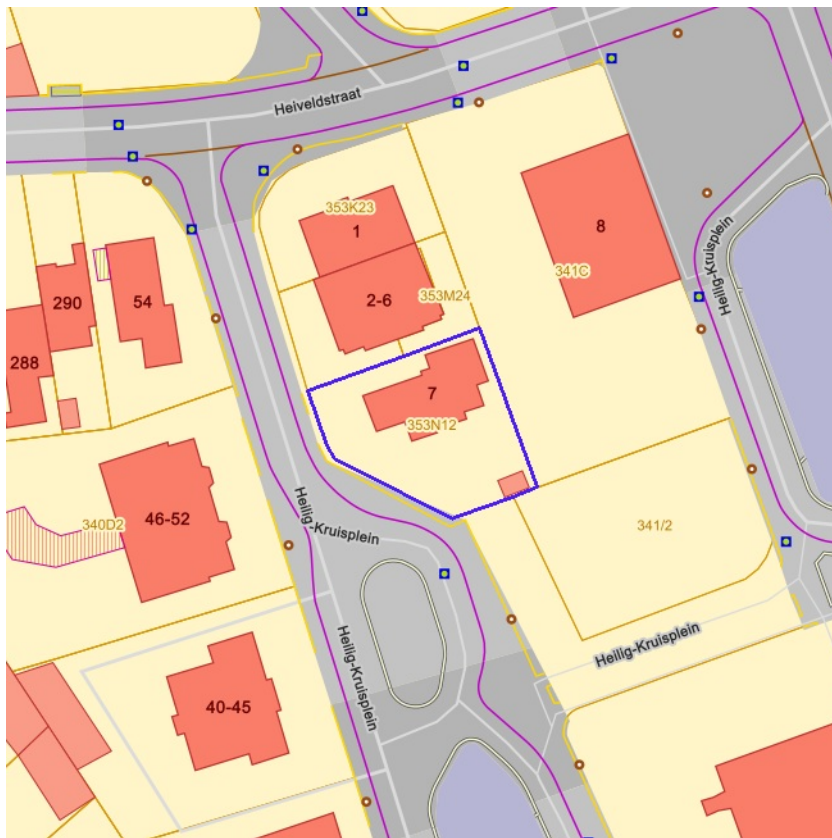 Heiveldstraat
353K23
1
8
341C
Heilig-Kruisplein
2-6
353M24
290
54
288
7
353N12
46-52
340D2
Heilig-Kruisplein
341/2
Heilig-Kruisplein
Heilig-Kruisplein
40-45